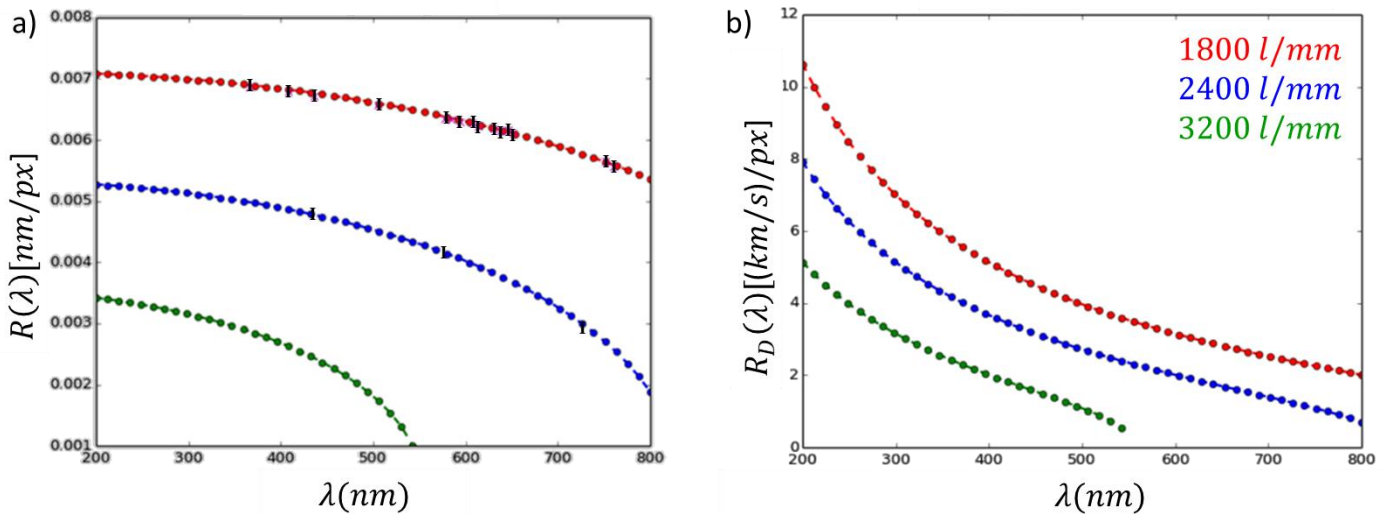 a)
0.008
0.007
0.006
0.005
0.004
0.003
0.002
0.001
R(λ)[nm/px]
200 300 400 500 600 700 800
λ(nm)
b)
1800 l/mm
2400 l/mm
3200 l/mm
12
10
8
6
4
2
0
R_D(λ)[(km/s)/px]
200 300 400 500 600 700 800
λ(nm)